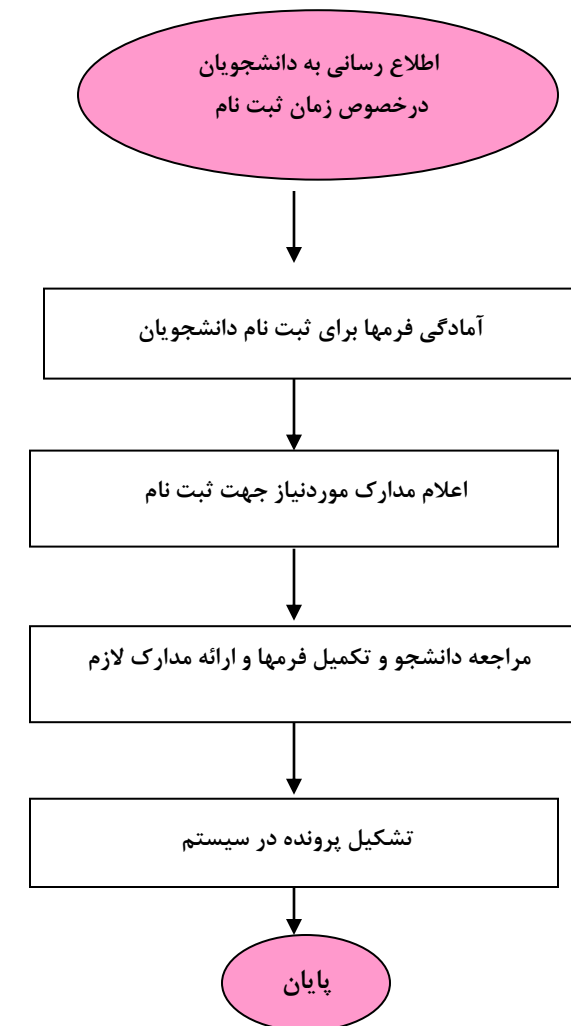 اطلاع رسانی به دانشجویان
درخصوص زمان ثبت نام
آمادگی فرمها برای ثبت نام دانشجویان
اعلام مدارک موردنیاز جهت ثبت نام
مراجعه دانشجو و تکمیل فرمها و ارائه مدارک لازم
تشکیل پرونده در سیستم
پایان